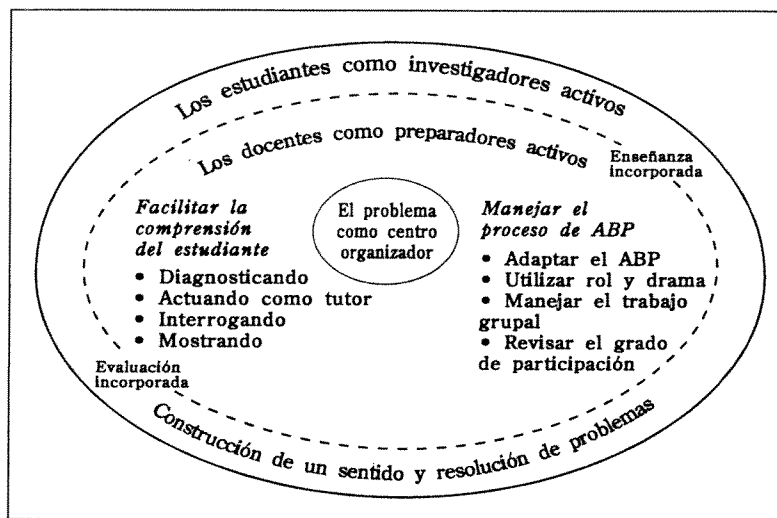 Los estudiantes como investigadores activos
Los docentes como preparadores activos
Enseñanza
incorporada
El problema
como centro
organizador
Facilitar la
comprensión
del estudiante
• Diagnosticando
• Actuando como tutor
• Interrogando
• Mostrando
Manejar el
proceso de ABP
• Adaptar el ABP
• Utilizar rol y drama
• Manejar el trabajo
grupal
• Revisar el grado
de participación
Evaluación
incorporada
Construcción de un sentido y resolución de problemas